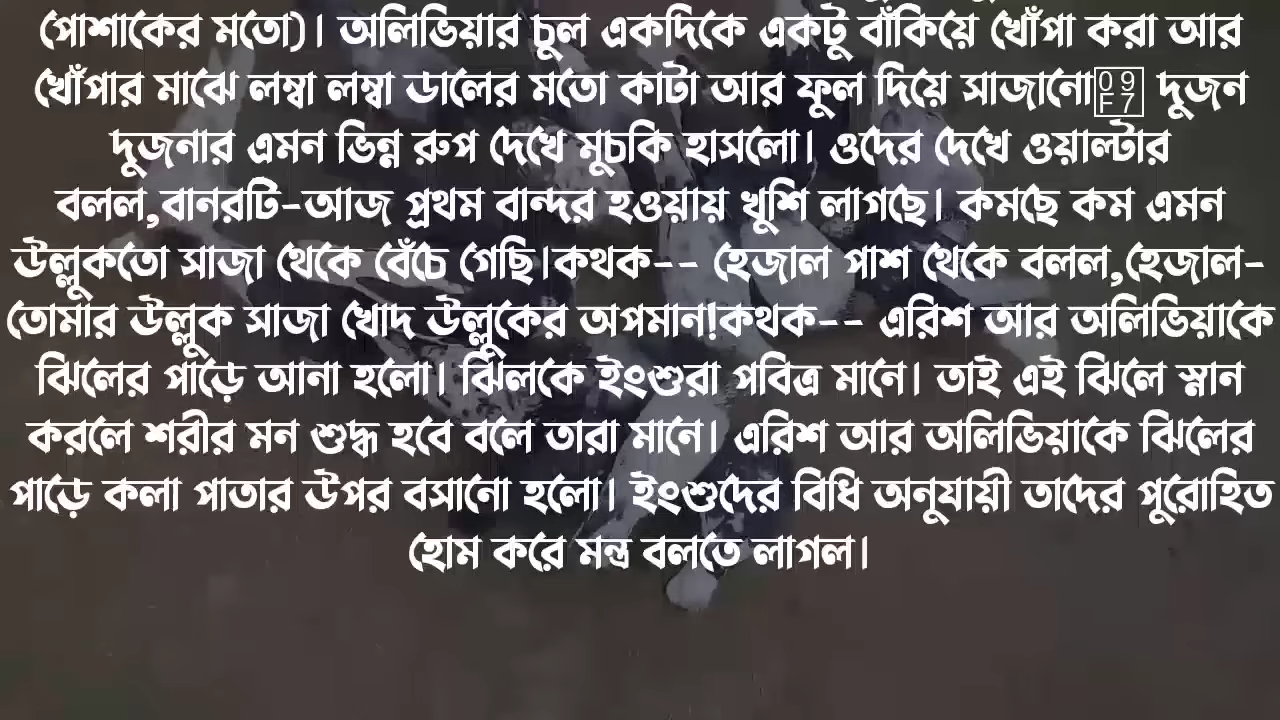 পোশাকের মতো)। অলিভিয়ার চুল একদিকে একটু বাঁকিয়ে খোঁপা করা আর
খোঁপার মাঝে লম্বা লম্বা ডালের মতো কাটা আর ফুল দিয়ে সাজানো৷ দুজন
দুজনার এমন ভিন্ন রুপ দেখে মুচকি হাসলো। ওদের দেখে ওয়াল্টার
বলল,বানরটি-আজ প্রথম বান্দর হওয়ায় খুশি লাগছে। কমছে কম এমন
উল্লুকতো সাজা থেকে বেঁচে গেছি।কথক-- হেজাল পাশ থেকে বলল,হেজাল-
তোমার উল্লুক সাজা খোদ উল্লুকের অপমান!কথক-- এরিশ আর অলিভিয়াকে
ঝিলের পাড়ে আনা হলো। ঝিলকে ইংশুরা পবিত্র মানে। তাই এই ঝিলে স্নান
করলে শরীর মন শুদ্ধ হবে বলে তারা মানে। এরিশ আর অলিভিয়াকে ঝিলের
পাড়ে কলা পাতার উপর বসানো হলো। ইংশুদের বিধি অনুযায়ী তাদের পুরোহিত
হোম করে মন্ত্র বলতে লাগল।